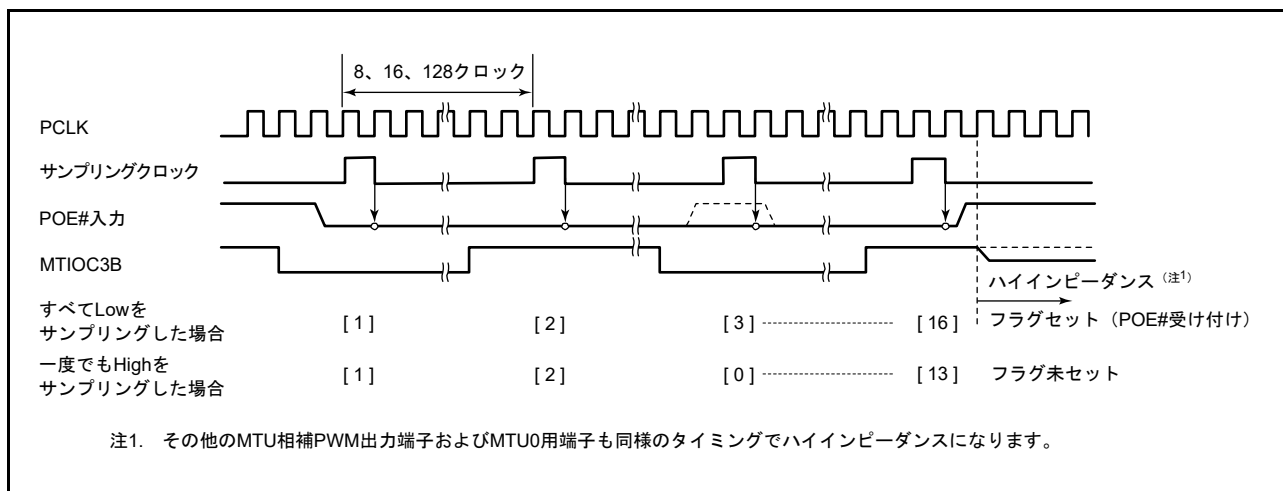 8、16、128クロック
PCLK
サンプリングクロック
POE#入力
MTIOC3B
ハイインピーダンス（注1）
すべてLowを
サンプリングした場合
[ 1 ] [ 2 ] [ 3 ] [ 16 ] フラグセット（POE#受け付け）
一度でもHighを
サンプリングした場合
[ 1 ] [ 2 ] [ 0 ] [ 13 ] フラグ未セット
注1. その他のMTU相補PWM出力端子およびMTU0用端子も同様のタイミングでハイインピーダンスになります。